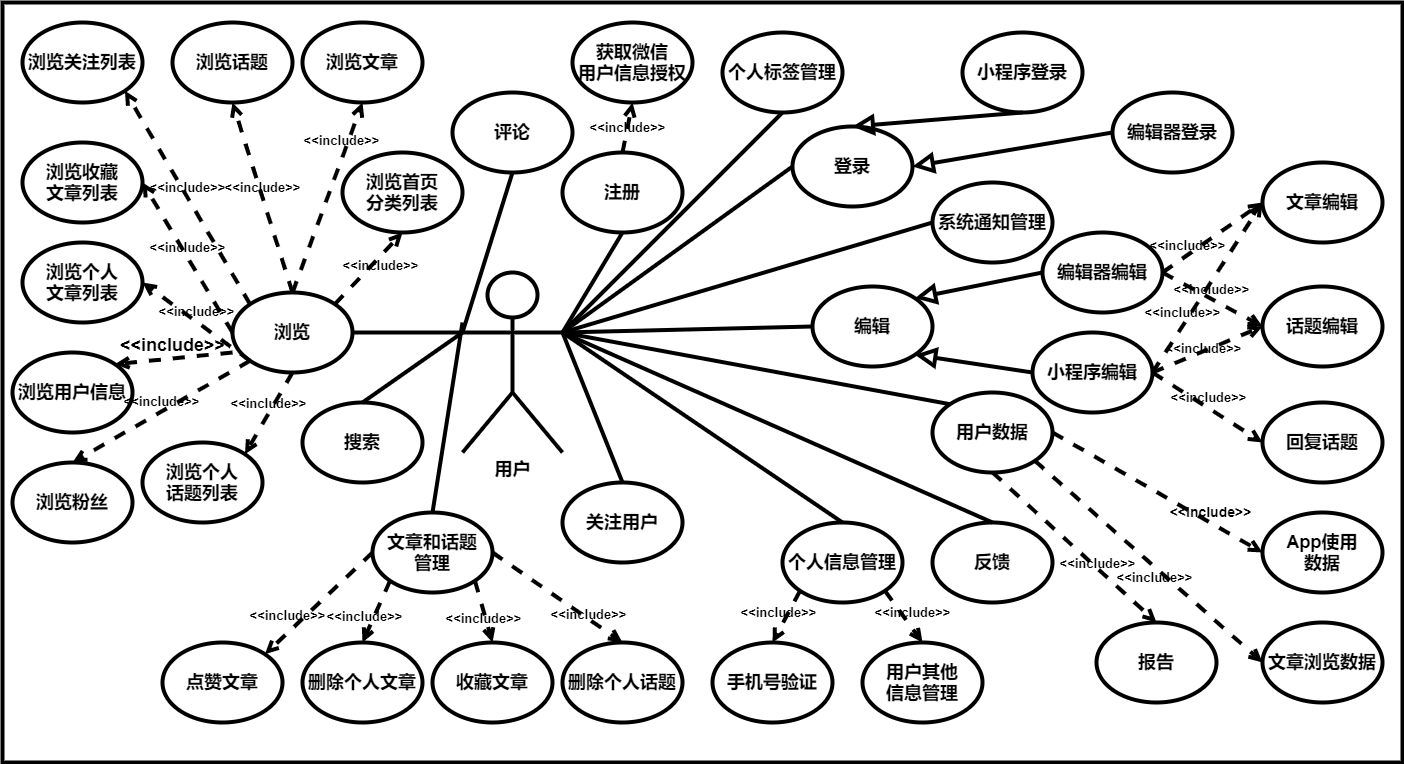 浏览关注列表
浏览话题
浏览文章
获取微信
用户信息授权
个人标签管理
小程序登录
编辑器登录
评论
<<include>>
<<include>>
登录
浏览收藏
文章列表
<<include>>
<<include>>
浏览首页
分类列表
注册
系统通知管理
文章编辑
<<include>>
<<include>>
<<include>>
编辑器编辑
浏览个人
文章列表
<<include>>
<<include>>
<<include>>
浏览
编辑
话题编辑
<<include>>
<<include>>
小程序编辑
浏览用户信息
<<include>>
<<include>>
<<include>>
搜索
用户
用户数据
回复话题
浏览粉丝
浏览个人
话题列表
关注用户
<<include>>
文章和话题
管理
个人信息管理
反馈
App使用
数据
<<include>>
<<include>>
<<include>>
<<include>>
<<include>>
<<include>>
<<include>>
<<include>>
点赞文章
删除个人文章
收藏文章
删除个人话题
手机号验证
用户其他
信息管理
报告
文章浏览数据